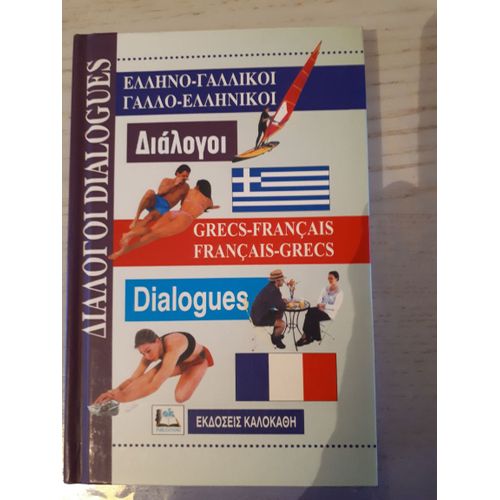 ΔΙΑΛΟΓΟΙ DIALOGUES
ΕΛΛΗΝΟ-ΓΑΛΛΙΚΟΙ
ΓΑΛΛΟ-ΕΛΛΗΝΙΚΟΙ
Διάλογοι
GRECS-FRANÇAIS
FRANÇAIS-GRECS
Dialogues
ΕΚΔΟΣΕΙΣ ΚΑΛΟΚΑΘΗ